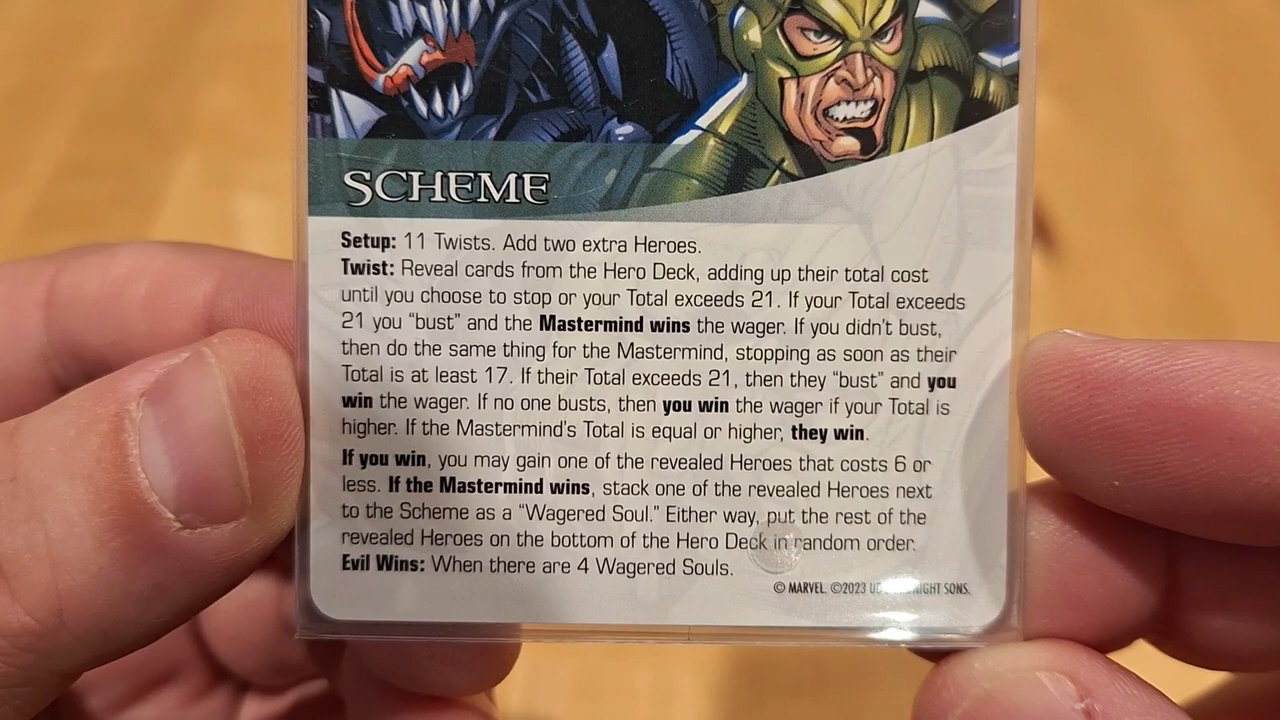 SCHEME
Setup: 11 Twists. Add two extra Heroes.
Twist: Reveal cards from the Hero Deck, adding up their total cost
until you choose to stop or your Total exceeds 21. If your Total exceeds
21 you “bust” and the Mastermind wins the wager. If you didn’t bust,
then do the same thing for the Mastermind, stopping as soon as their
Total is at least 17. If their Total exceeds 21, then they “bust” and you
win the wager. If no one busts, then you win the wager if your Total is
higher. If the Mastermind’s Total is equal or higher, they win.
If you win, you may gain one of the revealed Heroes that costs 6 or
less. If the Mastermind wins, stack one of the revealed Heroes next
to the Scheme as a “Wagered Soul.” Either way, put the rest of the
revealed Heroes on the bottom of the Hero Deck in random order.
Evil Wins: When there are 4 Wagered Souls.
© MARVEL. ©2023 SONS.